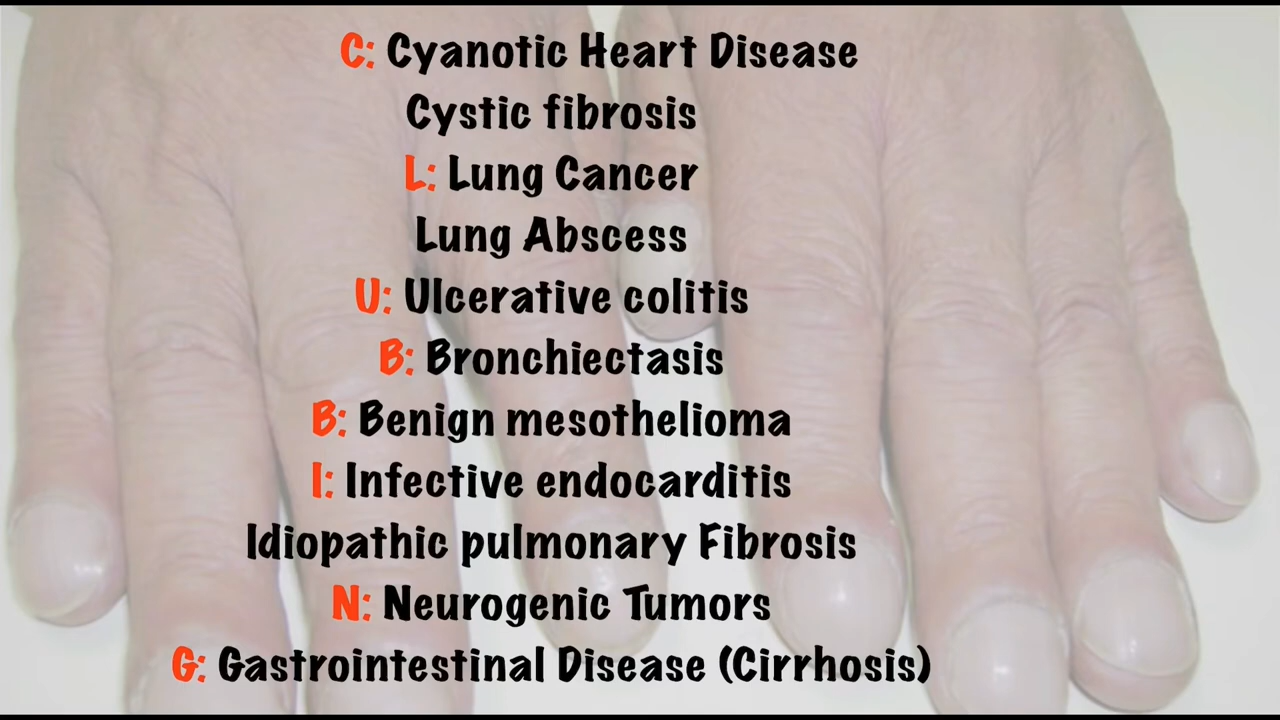 C: Cyanotic Heart Disease
Cystic fibrosis
L: Lung Cancer
Lung Abscess
U: Ulcerative colitis
B: Bronchiectasis
B: Benign mesothelioma
I: Infective endocarditis
Idiopathic pulmonary Fibrosis
N: Neurogenic Tumors
G: Gastrointestinal Disease (Cirrhosis)